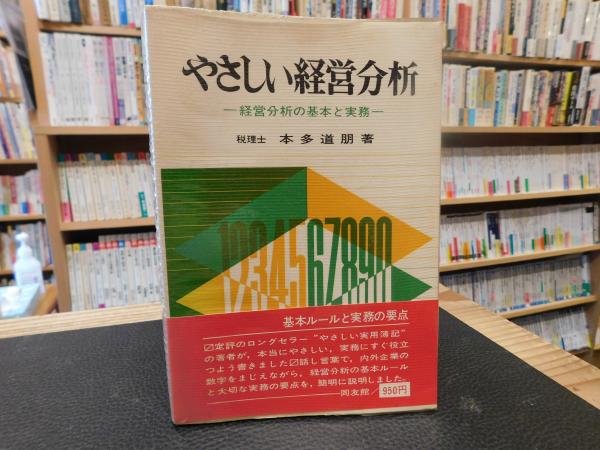 やさしい経営分析
―経営分析の基本と実務―
税理士 本多道朋著
1234567890
基本ルールと実務の要点
☑定評のロングセラー“やさしい実用簿記”
の著者が，本当にやさしい，実務にすぐ役立
つよう書きました☑話し言葉で，内外企業の
数字をまじえながら，経営分析の基本ルール
と大切な実務の要点を，簡明に説明しました。
―同友館／950円